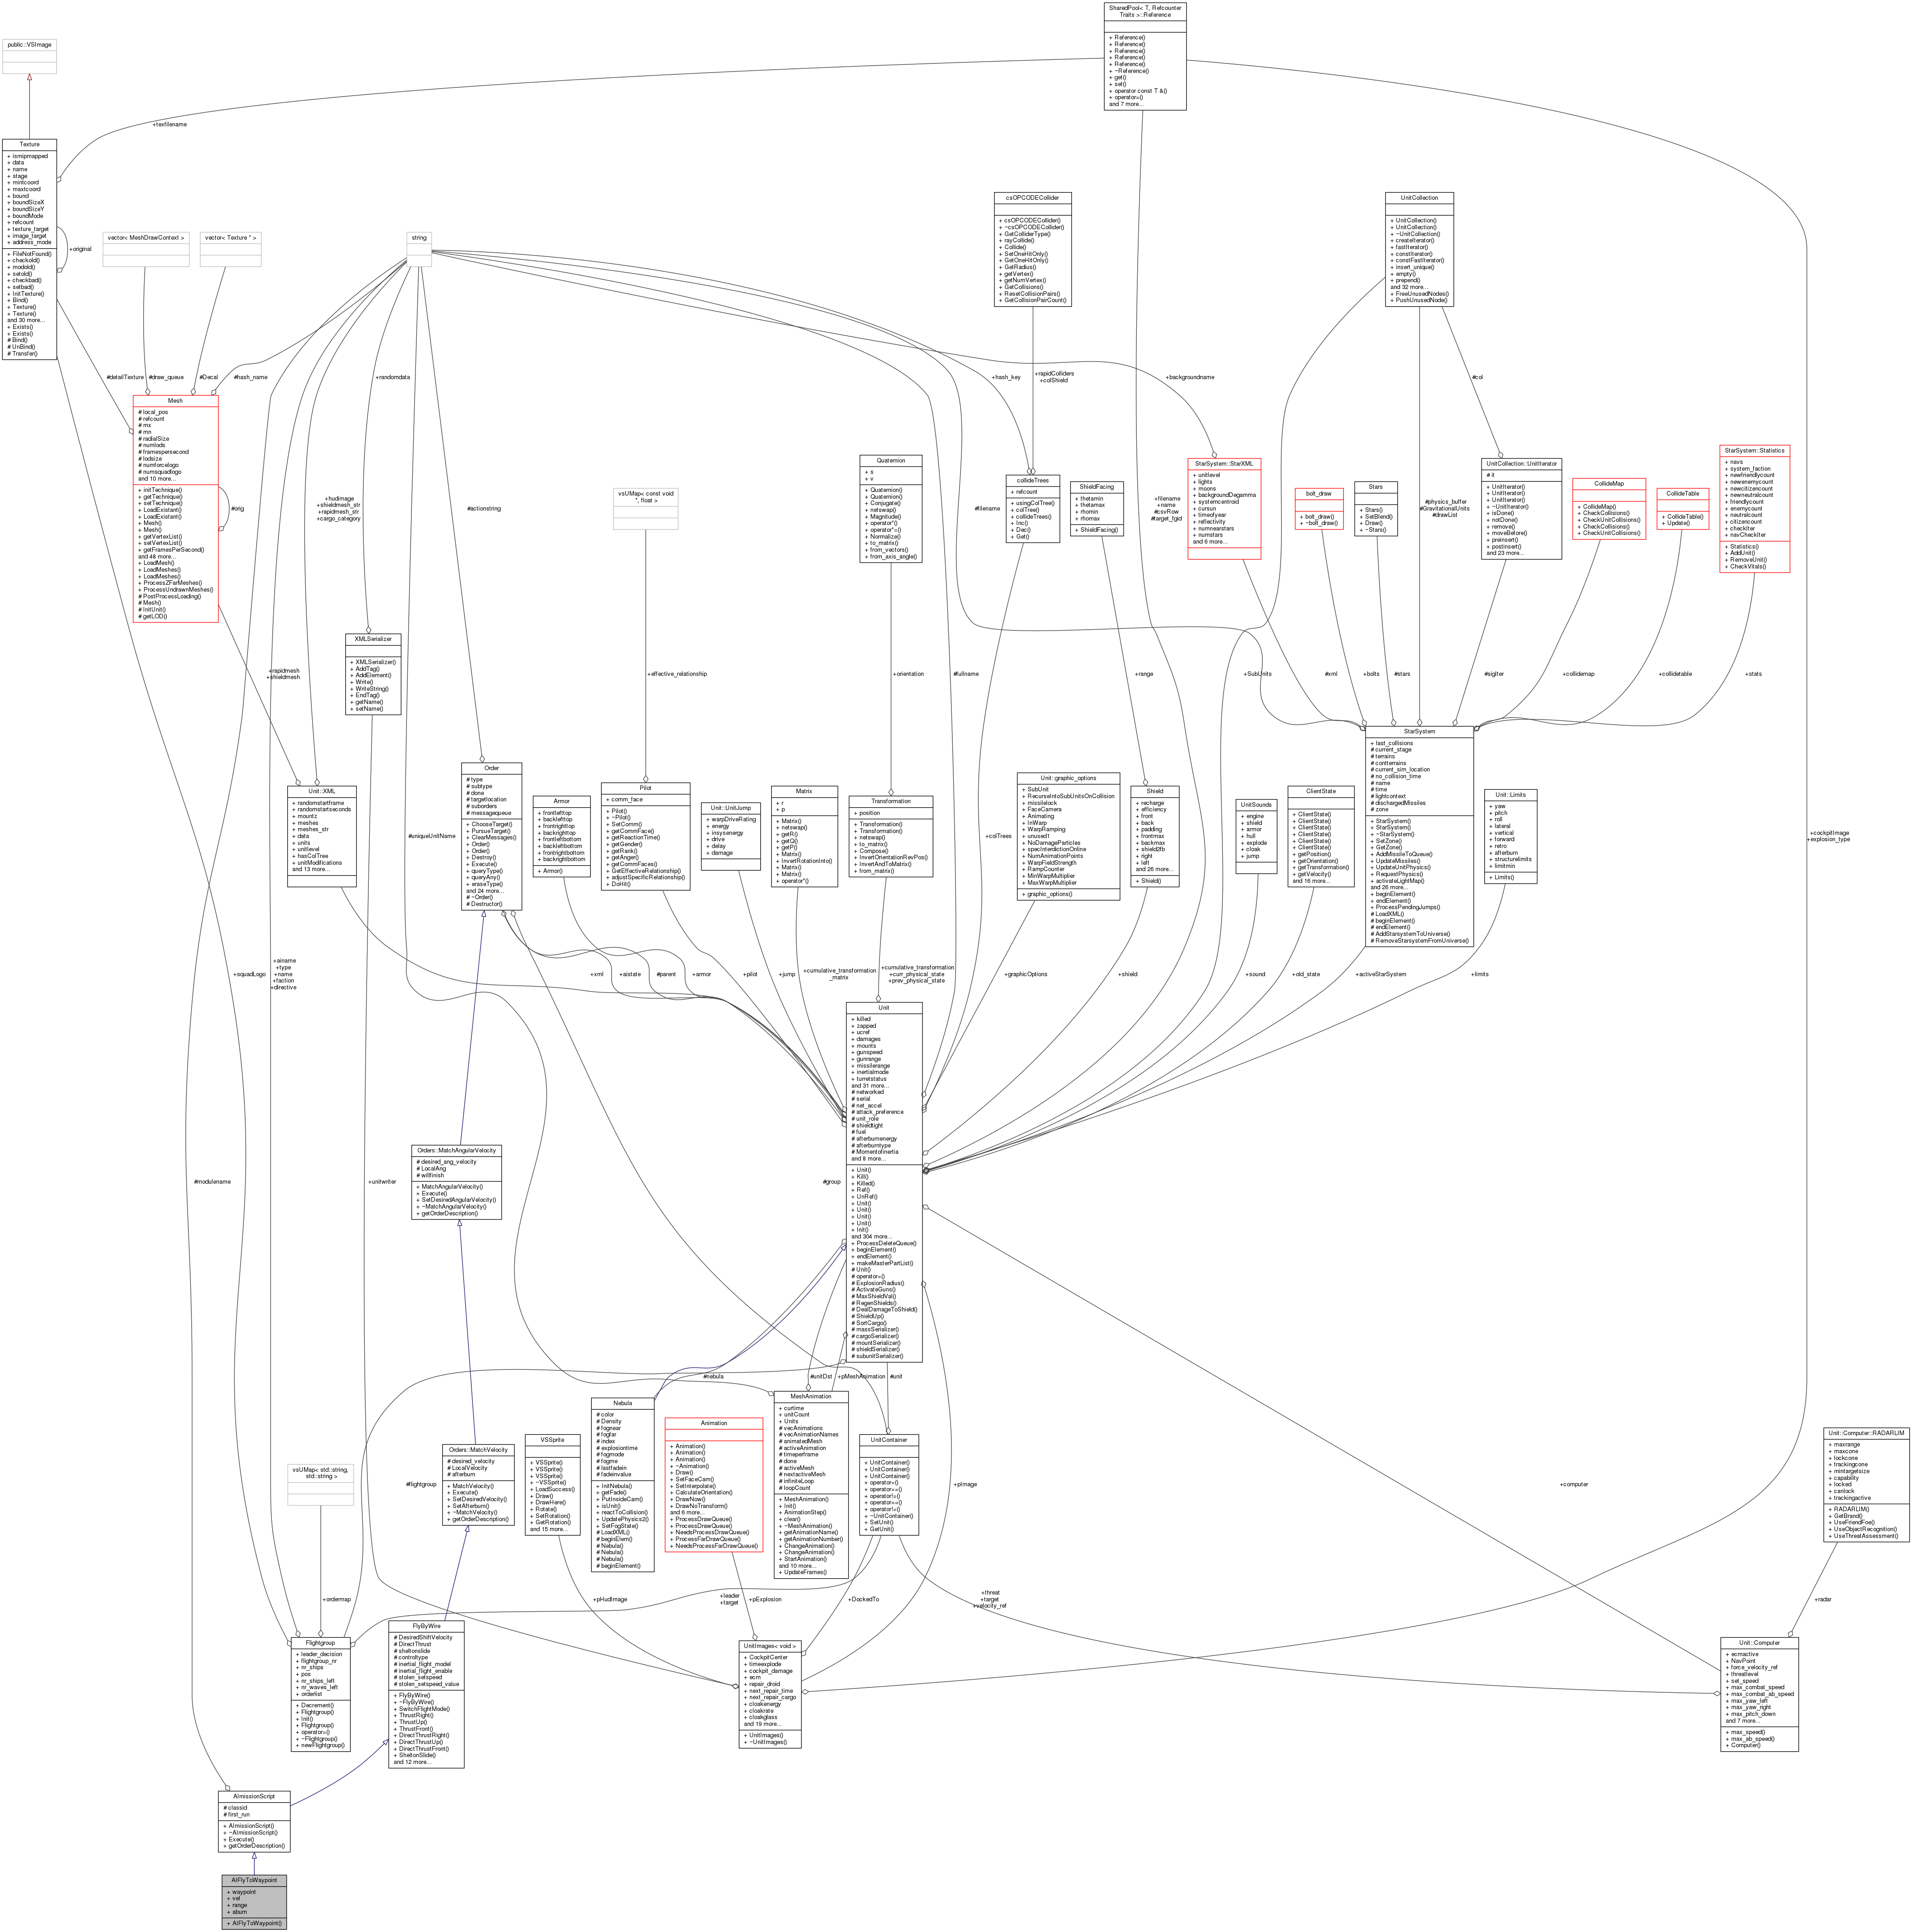 SharedPool< T, Refcounter
Traits >::Reference
+ Reference()
+ Reference()
+ Reference()
+ Reference()
+ Reference()
+ ~Reference()
+ get()
+ set()
+ operator const T &()
+ operator=()
and 7 more...
public::VSImage
+texfilename
Texture
+ ismipmapped
+ data
+ name
+ stage
+ mintcoord
+ maxtcoord
+ bound
+ boundSizeX
+ boundSizeY
+ boundMode
+ refcount
+ texture_target
+ image_target
+ address_mode
+ FileNotFound()
+ checkold()
+ modold()
+ setold()
+ checkbad()
+ setbad()
+ InitTexture()
+ Bind()
+ Texture()
+ Texture()
and 30 more...
+ Exists()
+ Exists()
# Bind()
# UnBind()
# Transfer()
+original
vector< MeshDrawContext >
vector< Texture * >
string
csOPCODECollider
+ csOPCODECollider()
+ ~csOPCODECollider()
+ GetColliderType()
+ rayCollide()
+ Collide()
+ SetOneHitOnly()
+ GetOneHitOnly()
+ GetRadius()
+ getVertex()
+ getNumVertex()
+ GetCollisions()
+ ResetCollisionPairs()
+ GetCollisionPairCount()
UnitCollection
+ UnitCollection()
+ UnitCollection()
+ ~UnitCollection()
+ createIterator()
+ fastIterator()
+ constIterator()
+ constFastIterator()
+ insert_unique()
+ empty()
+ prepend()
and 32 more...
+ FreeUnusedNodes()
+ PushUnusedNode()
#detailTexture
#draw_queue
#Decal
#hash_name
+randomdata
+hash_key
+rapidColliders
+colShield
+backgroundname
#col
Mesh
# local_pos
# refcount
# mx
# mn
# radialSize
# numlods
# framespersecond
# lodsize
# numforcelogo
# numsquadlogo
and 10 more...
+ initTechnique()
+ getTechnique()
+ setTechnique()
+ LoadExistant()
+ LoadExistant()
+ Mesh()
+ Mesh()
+ getVertexList()
+ setVertexList()
+ getFramesPerSecond()
and 48 more...
+ LoadMesh()
+ LoadMeshes()
+ LoadMeshes()
+ ProcessZFarMeshes()
+ ProcessUndrawnMeshes()
# PostProcessLoading()
# Mesh()
# InitUnit()
# getLOD()
#orig
+hudImage
+shieldmesh_str
+rapidmesh_str
+cargo_category
#actionstring
vsUMap< const void
*, float >
Quaternion
+ s
+ v
+ Quaternion()
+ Quaternion()
+ Conjugate()
+ netswap()
+ Magnitude()
+ operator*()
+ operator*=()
+ Normalize()
+ to_matrix()
+ from_vectors()
+ from_axis_angle()
#filename
collideTrees
+ refcount
+ usingColTree()
+ colTree()
+ collideTrees()
+ Inc()
+ Dec()
+ Get()
ShieldFacing
+ thetamin
+ thetamax
+ rhomin
+ rhomax
+ ShieldFacing()
+filename
+name
#csvRow
#target_fgid
StarSystem::StarXML
+ unitlevel
+ lights
+ moons
+ backgroundDegamma
+ systemcentroid
+ cursun
+ timeofyear
+ reflectivity
+ numnearstars
+ numstars
and 6 more...
bolt_draw
+ bolt_draw()
+ ~bolt_draw()
Stars
+ Stars()
+ SetBlend()
+ Draw()
+ ~Stars()
#physics_buffer
#GravitationalUnits
#drawList
UnitCollection::UnitIterator
# it
+ UnitIterator()
+ UnitIterator()
+ UnitIterator()
+ ~UnitIterator()
+ isDone()
+ notDone()
+ remove()
+ moveBefore()
+ preinsert()
+ postinsert()
and 23 more...
CollideMap
+ CollideMap()
+ CheckCollisions()
+ CheckUnitCollisions()
+ CheckCollisions()
+ CheckUnitCollisions()
CollideTable
+ CollideTable()
+ Update()
StarSystem::Statistics
+ navs
+ system_faction
+ newfriendlycount
+ newenemycount
+ newcitizencount
+ newneutralcount
+ friendlycount
+ enemycount
+ neutralcount
+ citizencount
+ checkIter
+ navCheckIter
+ Statistics()
+ AddUnit()
+ RemoveUnit()
+ CheckVitals()
+rapidmesh
+shieldmesh
XMLSerializer
+ XMLSerializer()
+ AddTag()
+ AddElement()
+ Write()
+ WriteString()
+ EndTag()
+ getName()
+ setName()
+effective_relationship
+orientation
#fullname
+range
+SubUnits
#xml
+bolts
#stars
#sigIter
+collidemap
+collidetable
+stats
Unit::XML
+ randomstartframe
+ randomstartseconds
+ mountz
+ meshes
+ meshes_str
+ data
+ units
+ unitlevel
+ hasColTree
+ unitModifications
and 13 more...
#uniqueUnitName
Order
# type
# subtype
# done
# targetlocation
# suborders
# messagequeue
+ ChooseTarget()
+ PursueTarget()
+ ClearMessages()
+ Order()
+ Order()
+ Destroy()
+ Execute()
+ queryType()
+ queryAny()
+ eraseType()
and 24 more...
# ~Order()
# Destructor()
Armor
+ frontlefttop
+ backlefttop
+ frontrighttop
+ backrighttop
+ frontleftbottom
+ backleftbottom
+ frontrightbottom
+ backrightbottom
+ Armor()
Pilot
+ comm_face
+ Pilot()
+ ~Pilot()
+ SetComm()
+ getCommFace()
+ getReactionTime()
+ getGender()
+ getRank()
+ getAnger()
+ getCommFaces()
+ GetEffectiveRelationship()
+ adjustSpecificRelationship()
+ DoHit()
Unit::UnitJump
+ warpDriveRating
+ energy
+ insysenergy
+ drive
+ delay
+ damage
Matrix
+ r
+ p
+ Matrix()
+ netswap()
+ getR()
+ getQ()
+ getP()
+ Matrix()
+ InvertRotationInto()
+ Matrix()
+ Matrix()
+ operator*()
Transformation
+ position
+ Transformation()
+ Transformation()
+ netswap()
+ to_matrix()
+ Compose()
+ InvertOrientationRevPos()
+ InvertAndToMatrix()
+ from_matrix()
+colTrees
Unit::graphic_options
+ SubUnit
+ RecurseIntoSubUnitsOnCollision
+ missilelock
+ FaceCamera
+ Animating
+ InWarp
+ WarpRamping
+ unused1
+ NoDamageParticles
+ specInterdictionOnline
+ NumAnimationPoints
+ WarpFieldStrength
+ RampCounter
+ MinWarpMultiplier
+ MaxWarpMultiplier
+ graphic_options()
Shield
+ recharge
+ efficiency
+ front
+ back
+ padding
+ frontmax
+ backmax
+ shield2fb
+ right
+ left
and 26 more...
+ Shield()
UnitSounds
+ engine
+ shield
+ armor
+ hull
+ explode
+ cloak
+ jump
ClientState
+ ClientState()
+ ClientState()
+ ClientState()
+ ClientState()
+ ClientState()
+ ClientState()
+ getPosition()
+ getOrientation()
+ getTransformation()
+ getVelocity()
and 16 more...
StarSystem
+ last_collisions
# current_stage
# terrains
# contterrains
# current_sim_location
# no_collision_time
# name
# time
# lightcontext
# dischargedMissiles
# zone
+ StarSystem()
+ StarSystem()
+ ~StarSystem()
+ SetZone()
+ GetZone()
+ AddMissileToQueue()
+ UpdateMissiles()
+ UpdateUnitPhysics()
+ RequestPhysics()
+ activateLightMap()
and 26 more...
+ beginElement()
+ endElement()
+ ProcessPendingJumps()
# LoadXML()
# beginElement()
# endElement()
# AddStarsystemToUniverse()
# RemoveStarsystemFromUniverse()
Unit::Limits
+ yaw
+ pitch
+ roll
+ lateral
+ vertical
+ forward
+ retro
+ afterburn
+ structurelimits
+ limitmin
+ Limits()
+cockpitImage
+explosion_type
+squadLogo
+ainame
+type
+name
+faction
+directive
+xml
+aistate
#parent
+armor
+pilot
+jump
+cumulative_transformation
_matrix
+cumulative_transformation
+curr_physical_state
+prev_physical_state
+graphicOptions
+shield
+sound
+old_state
+activeStarSystem
+limits
Unit
+ killed
+ zapped
+ ucref
+ damages
+ mounts
+ gunspeed
+ gunrange
+ missilerange
+ inertialmode
+ turretstatus
and 31 more...
# networked
# serial
# net_accel
# attack_preference
# unit_role
# shieldtight
# fuel
# afterburnenergy
# afterburntype
# Momentofinertia
and 8 more...
+ Unit()
+ Kill()
+ Killed()
+ Ref()
+ UnRef()
+ Unit()
+ Unit()
+ Unit()
+ Unit()
+ Init()
and 304 more...
+ ProcessDeleteQueue()
+ beginElement()
+ endElement()
+ makeMasterPartList()
# Unit()
# operator=()
# ExplosionRadius()
# ActivateGuns()
# MaxShieldVal()
# RegenShields()
# DealDamageToShield()
# ShieldUp()
# SortCargo()
# massSerializer()
# cargoSerializer()
# mountSerializer()
# shieldSerializer()
# subunitSerializer()
#modulename
+unitwriter
Orders::MatchAngularVelocity
# desired_ang_velocity
# LocalAng
# willfinish
+ MatchAngularVelocity()
+ Execute()
+ SetDesiredAngularVelocity()
+ ~MatchAngularVelocity()
+ getOrderDescription()
#group
#nebula
#unitDst
+pMeshAnimation
#unit
Orders::MatchVelocity
# desired_velocity
# LocalVelocity
# afterburn
+ MatchVelocity()
+ Execute()
+ SetDesiredVelocity()
+ SetAfterburn()
+ ~MatchVelocity()
+ getOrderDescription()
#flightgroup
vsUMap< std::string,
std::string >
VSSprite
+ VSSprite()
+ VSSprite()
+ VSSprite()
+ ~VSSprite()
+ LoadSuccess()
+ Draw()
+ DrawHere()
+ Rotate()
+ SetRotation()
+ GetRotation()
and 15 more...
Nebula
# color
# Density
# fognear
# fogfar
# index
# explosiontime
# fogmode
# fogme
# lastfadein
# fadeinvalue
+ InitNebula()
+ getFade()
+ PutInsideCam()
+ isUnit()
+ reactToCollision()
+ UpdatePhysics2()
+ SetFogState()
# LoadXML()
# beginElem()
# Nebula()
# Nebula()
# Nebula()
# beginElement()
Animation
+ Animation()
+ Animation()
+ Animation()
+ ~Animation()
+ Draw()
+ SetFaceCam()
+ SetInterpolate()
+ CalculateOrientation()
+ DrawNow()
+ DrawNoTransform()
and 6 more...
+ ProcessDrawQueue()
+ ProcessDrawQueue()
+ NeedsProcessDrawQueue()
+ ProcessFarDrawQueue()
+ NeedsProcessFarDrawQueue()
MeshAnimation
+ curtime
+ unitCount
+ Units
# vecAnimations
# vecAnimationNames
# animatedMesh
# activeAnimation
# timeperframe
# done
# activeMesh
# nextactiveMesh
# infiniteLoop
# loopCount
+ MeshAnimation()
+ Init()
+ AnimationStep()
+ clear()
+ ~MeshAnimation()
+ getAnimationName()
+ getAnimationNumber()
+ ChangeAnimation()
+ ChangeAnimation()
+ StartAnimation()
and 10 more...
+ UpdateFrames()
UnitContainer
+ UnitContainer()
+ UnitContainer()
+ UnitContainer()
+ operator=()
+ operator==()
+ operator!=()
+ operator==()
+ operator!=()
+ ~UnitContainer()
+ SetUnit()
+ GetUnit()
+pImage
+computer
Unit::Computer::RADARLIM
+ maxrange
+ maxcone
+ lockcone
+ trackingcone
+ mintargetsize
+ capability
+ locked
+ canlock
+ trackingactive
+ RADARLIM()
+ GetBrand()
+ UseFriendFoe()
+ UseObjectRecognition()
+ UseThreatAssessment()
+ordermap
+leader
+target
+pHudImage
+pExplosion
+DockedTo
+threat
+target
+velocity_ref
+radar
Flightgroup
+ leader_decision
+ flightgroup_nr
+ nr_ships
+ pos
+ nr_ships_left
+ nr_waves_left
+ orderlist
+ Decrement()
+ Flightgroup()
+ Init()
+ Flightgroup()
+ operator=()
+ ~Flightgroup()
+ newFlightgroup()
FlyByWire
# DesiredShiftVelocity
# DirectThrust
# sheltonslide
# controltype
# inertial_flight_model
# inertial_flight_enable
# stolen_setspeed
# stolen_setspeed_value
+ FlyByWire()
+ ~FlyByWire()
+ SwitchFlightMode()
+ ThrustRight()
+ ThrustUp()
+ ThrustFront()
+ DirectThrustRight()
+ DirectThrustUp()
+ DirectThrustFront()
+ SheltonSlide()
and 12 more...
UnitImages< void >
+ CockpitCenter
+ timeexplode
+ cockpit_damage
+ ecm
+ repair_droid
+ next_repair_time
+ next_repair_cargo
+ cloakenergy
+ cloakrate
+ cloakglass
and 19 more...
+ UnitImages()
+ ~UnitImages()
Unit::Computer
+ ecmactive
+ NavPoint
+ force_velocity_ref
+ threatlevel
+ set_speed
+ max_combat_speed
+ max_combat_ab_speed
+ max_yaw_left
+ max_yaw_right
+ max_pitch_down
and 7 more...
+ max_speed()
+ max_ab_speed()
+ Computer()
AImissionScript
# classid
# first_run
+ AImissionScript()
+ ~AImissionScript()
+ Execute()
+ getOrderDescription()
AIFlyToWaypoint
+ waypoint
+ vel
+ range
+ aburn
+ AIFlyToWaypoint()